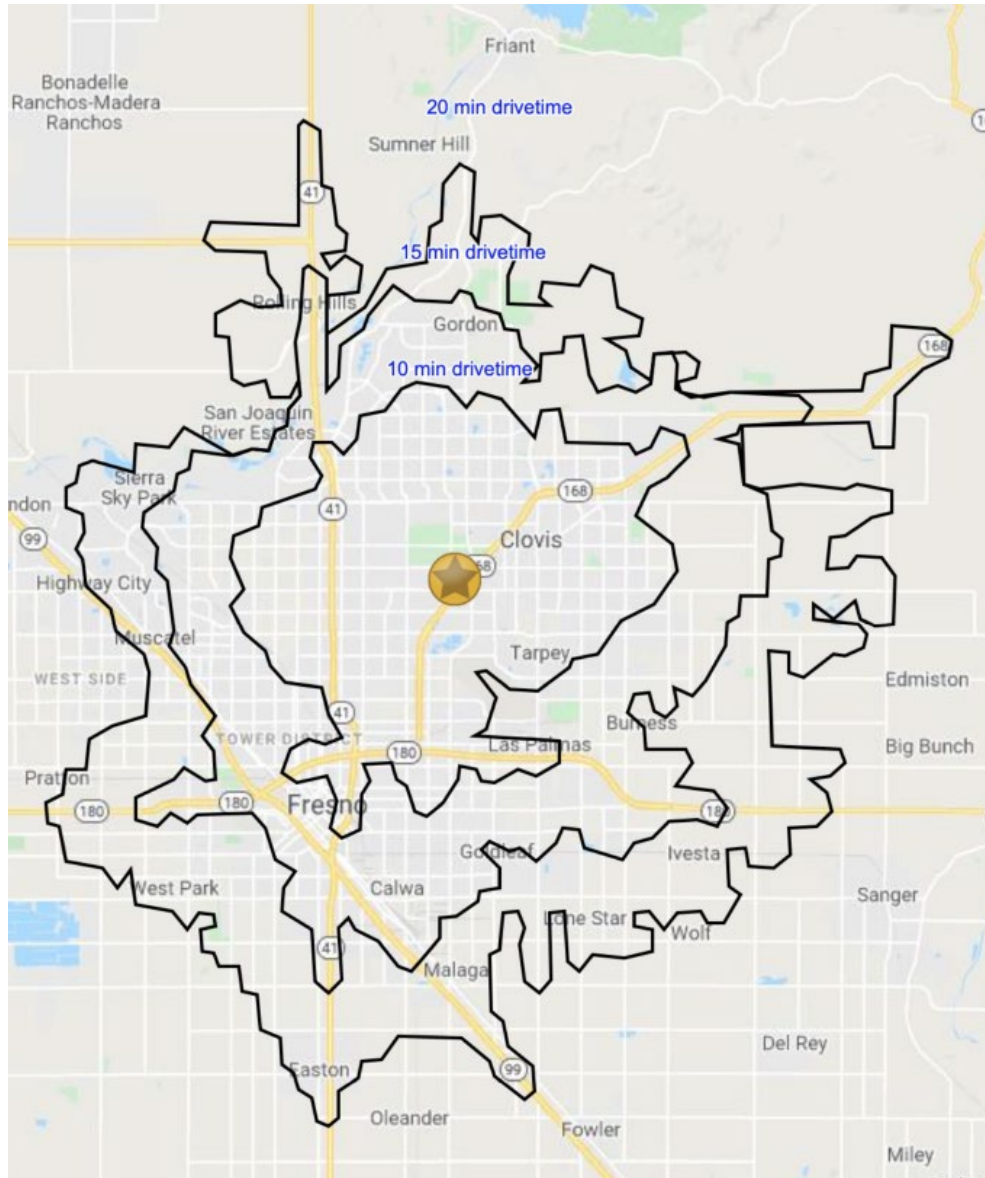 Friant
Bonadelle
Ranchos-Madera
Ranchos
20 min drivetime
Sumner Hill
41
15 min drivetime
Rolling Hills
Gordon
168
10 min drivetime
San Joaquin
River Estates
Sierra
Sky Park
168
41
99
Clovis
68
Highway City
Muscatel
Tarpey
WEST SIDE
Edmiston
41
Burness
TOWER DISTRICT
180
Las Palmas
Big Bunch
Pratton
180
180
Fresno
180
Goldleaf
Ivesta
West Park
Calwa
Sanger
Lone Star
Wolf
41
Malaga
Del Rey
Easton
99
Oleander
Fowler
Miley